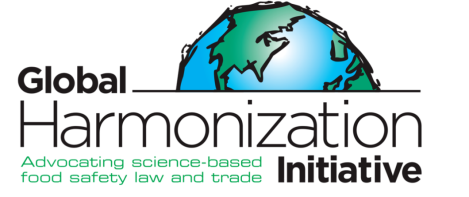 Global
Harmonization
Advocating science-based
food safety law and trade
Initiative